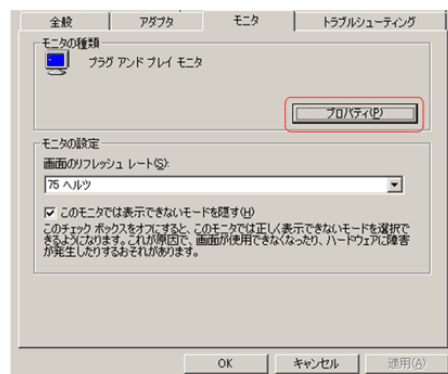 全般 アダプタ モニタ トラブルシューティング
モニタの種類
プラグ アンド プレイ モニタ
プロパティ(P)
モニタの設定
画面のリフレッシュ レート(S):
75 ヘルツ
このモニタでは表示できないモードを隠す(H)
このチェック ボックスをオフにすると、このモニタでは正しく表示できないモードを選択で
きるようになります。これが原因で、画面が使用できなくなったり、ハードウェアに障害
が発生したりするおそれがあります。
OK キャンセル 適用(A)